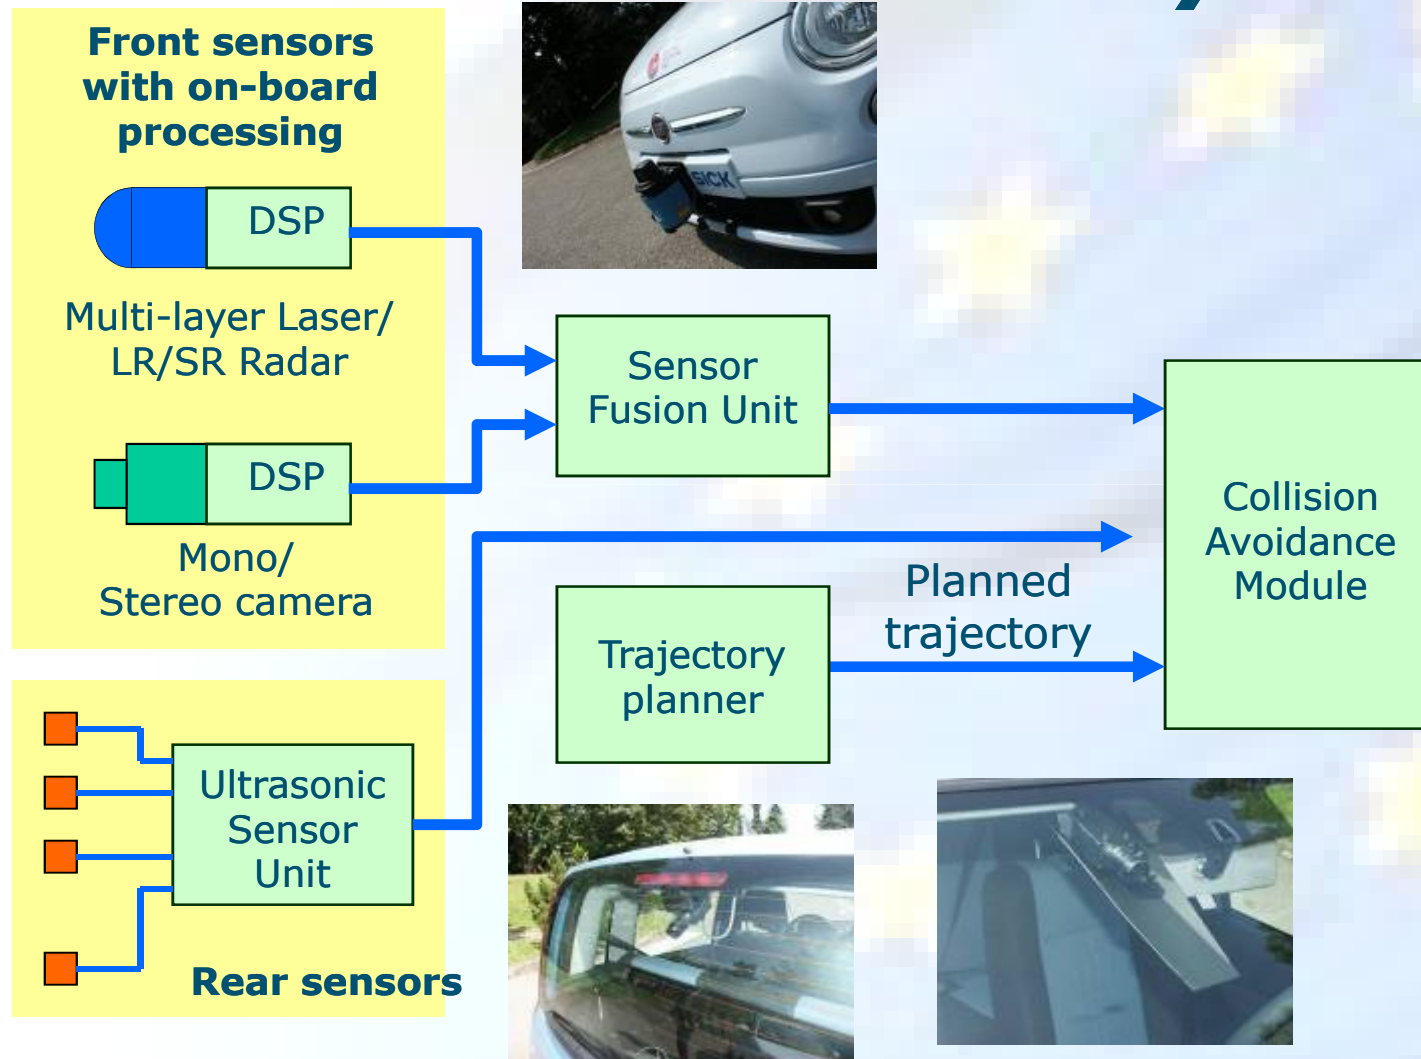 Front sensors
with on-board
processing
DSP
Multi-layer Laser/
LR/SR Radar
DSP
Mono/
Stereo camera
SICK
Sensor
Fusion Unit
Collision
Avoidance
Module
Planned
trajectory
Trajectory
planner
Ultrasonic
Sensor
Unit
Rear sensors